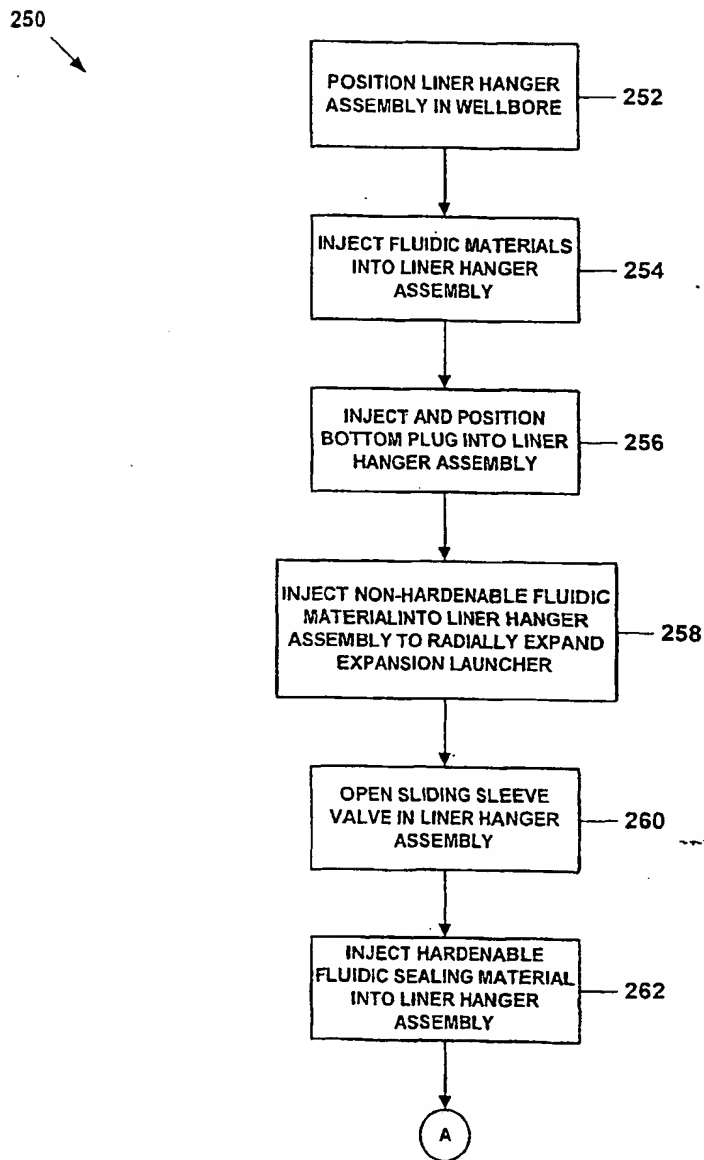 250
POSITION LINER HANGER
ASSEMBLY IN WELLBORE
252
INJECT FLUIDIC MATERIALS
INTO LINER HANGER
ASSEMBLY
254
INJECT AND POSITION
BOTTOM PLUG INTO LINER
HANGER ASSEMBLY
256
INJECT NON-HARDENABLE FLUIDIC
MATERIALINTO LINER HANGER
ASSEMBLY TO RADIALLY EXPAND
EXPANSION LAUNCHER
258
OPEN SLIDING SLEEVE
VALVE IN LINER HANGER
ASSEMBLY
260
INJECT HARDENABLE
FLUIDIC SEALING MATERIAL
INTO LINER HANGER
ASSEMBLY
262
A